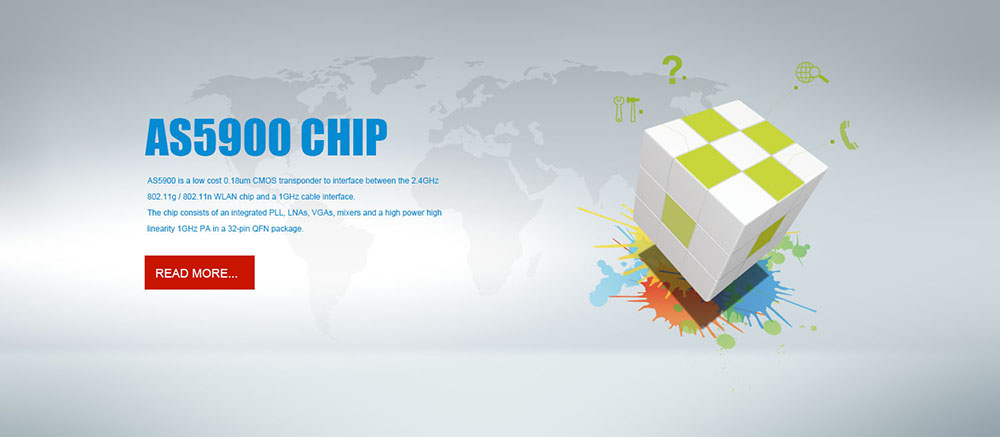 AS5900 CHIP
AS5900 is a low cost 0.18um CMOS transponder to interface between the 2.4GHz
802.11g / 802.11n WLAN chip and a 1GHz cable interface.
The chip consists of an integrated PLL, LNAs, VGAs, mixers and a high power high
linearity 1GHz PA in a 32-pin QFN package.
READ MORE...
?